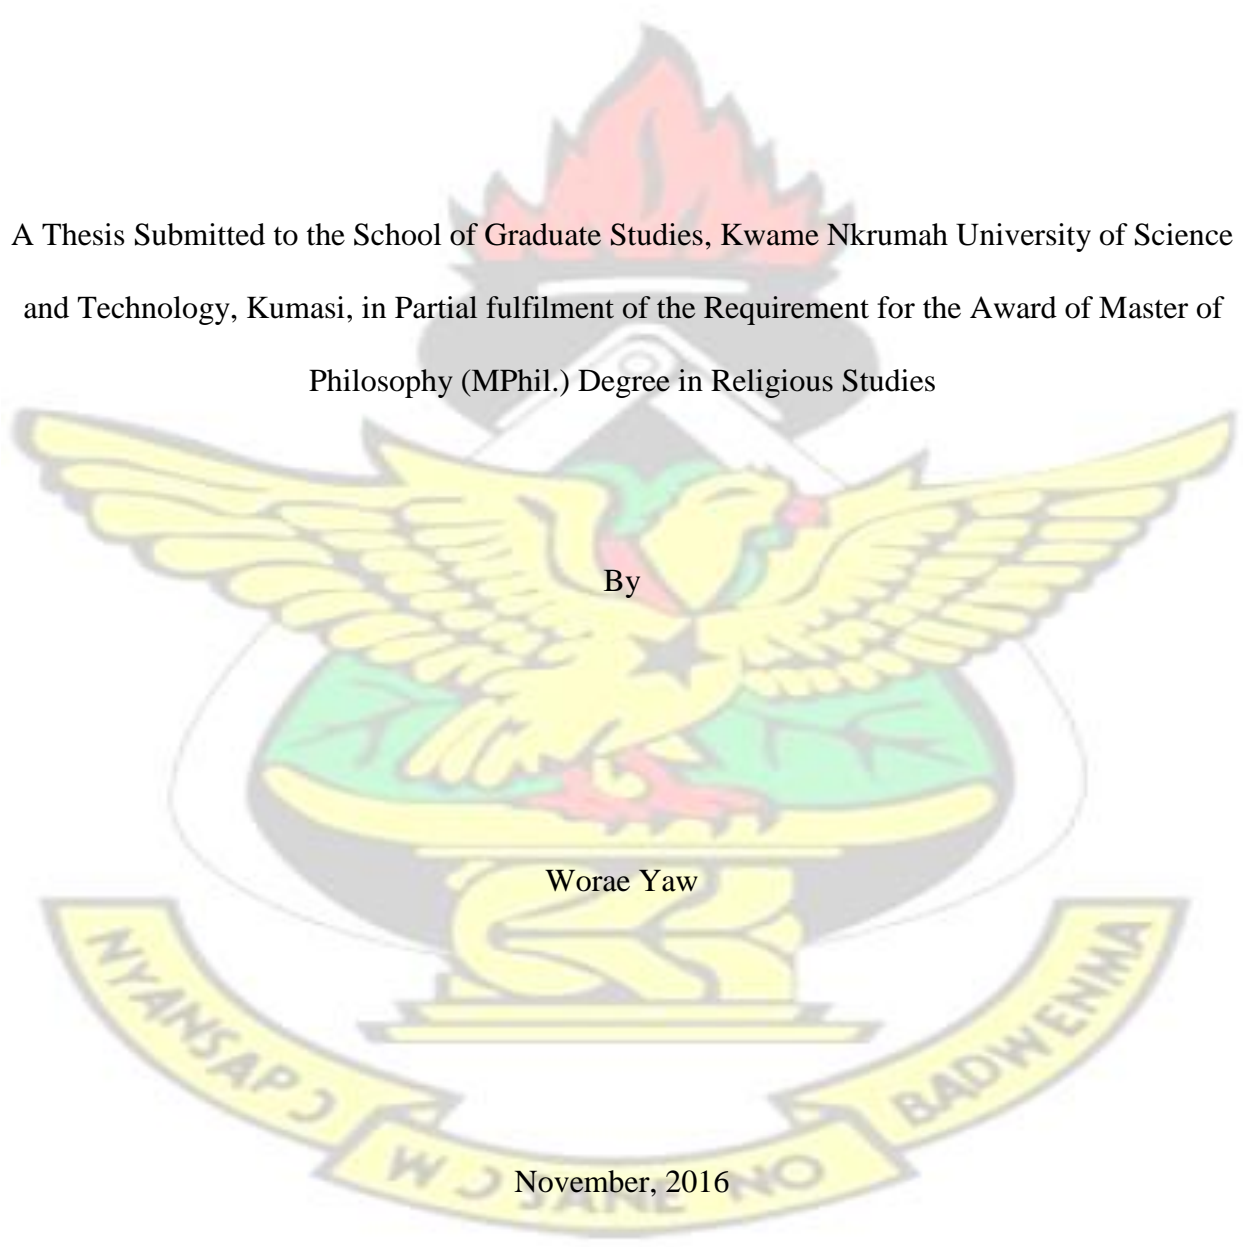 A Thesis Submitted to the School of Graduate Studies, Kwame Nkrumah University of Science
and Technology, Kumasi, in Partial fulfilment of the Requirement for the Award of Master of
Philosophy (MPhil.) Degree in Religious Studies
By
Worae Yaw
NYANSAPƆ
WƆSANE NO
BADWENMA
November, 2016